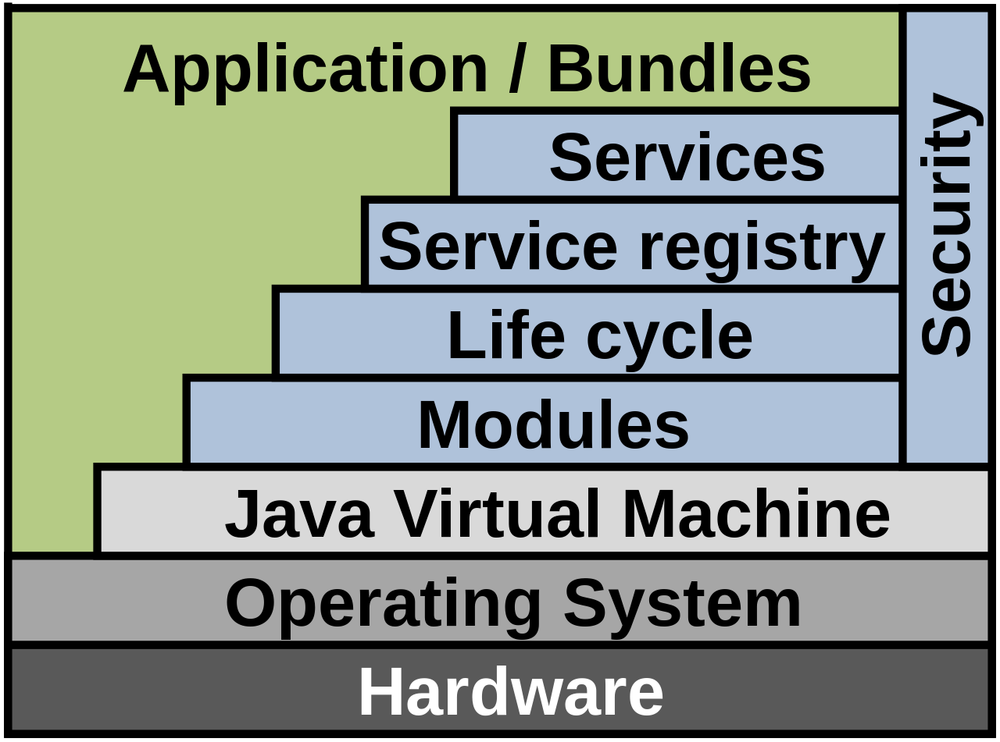 Application / Bundles
Services
Service registry
Life cycle
Modules
Security
Java Virtual Machine
Operating System
Hardware